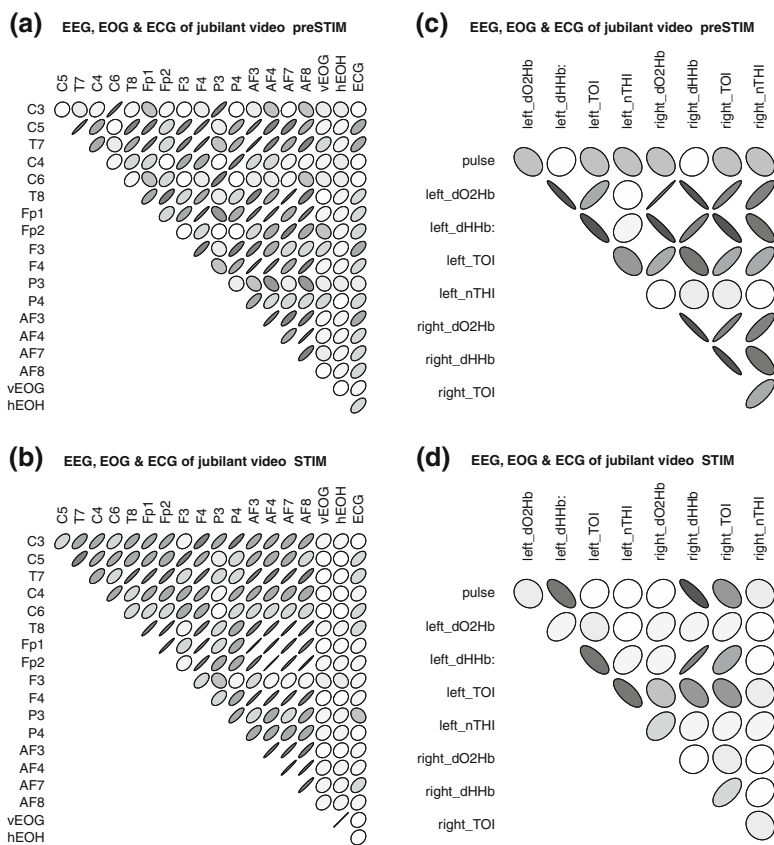 (a) EEG, EOG & ECG of jubilant video preSTIM
C5 T7 C4 C6 T8 Fp1 Fp2 F3 F4 P3 P4 AF3 AF4 AF7 AF8 vEOG hEOH ECG
C3
C5
T7
C4
C6
T8
Fp1
Fp2
F3
F4
P3
P4
AF3
AF4
AF7
AF8
vEOG
hEOH
(c) EEG, EOG & ECG of jubilant video preSTIM
left_dO2Hb left_dHHb: left_TOI left_nTHI right_dO2Hb right_dHHb right_TOI right_nTHI
pulse
left_dO2Hb
left_dHHb:
left_TOI
left_nTHI
right_dO2Hb
right_dHHb
right_TOI
(b) EEG, EOG & ECG of jubilant video STIM
C5 T7 C4 C6 T8 Fp1 Fp2 F3 F4 P3 P4 AF3 AF4 AF7 AF8 vEOG hEOH ECG
C3
C5
T7
C4
C6
T8
Fp1
Fp2
F3
F4
P3
P4
AF3
AF4
AF7
AF8
vEOG
hEOH
(d) EEG, EOG & ECG of jubilant video STIM
left_dO2Hb left_dHHb: left_TOI left_nTHI right_dO2Hb right_dHHb right_TOI right_nTHI
pulse
left_dO2Hb
left_dHHb:
left_TOI
left_nTHI
right_dO2Hb
right_dHHb
right_TOI